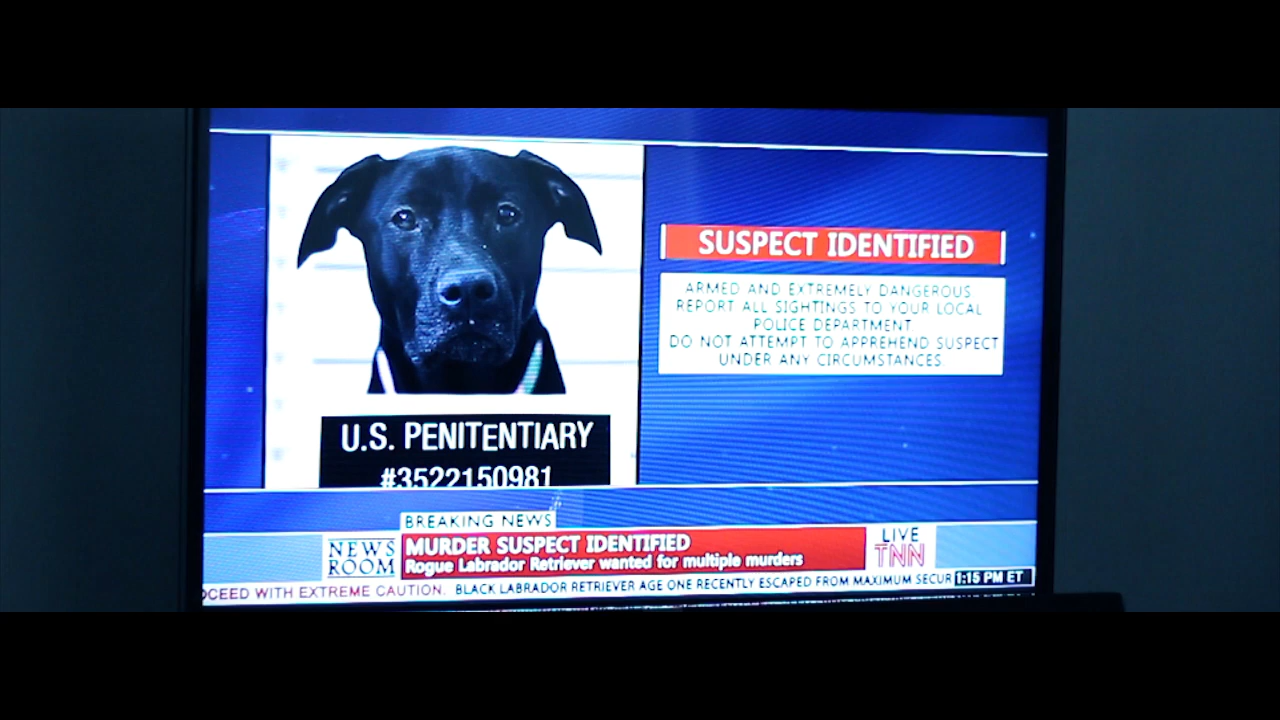 SUSPECT IDENTIFIED
ARMED AND EXTREMELY DANGEROUS
REPORT ALL SIGHTINGS TO YOUR LOCAL
POLICE DEPARTMENT.
DO NOT ATTEMPT TO APPREHEND SUSPECT
UNDER ANY CIRCUMSTANCES.
U.S. PENITENTIARY
#3522150981
BREAKING NEWS
NEWS
ROOM
MURDER SUSPECT IDENTIFIED
Rogue Labrador Retriever wanted for multiple murders
LIVE
TNN
OCEED WITH EXTREME CAUTION. BLACK LABRADOR RETRIEVER AGE ONE RECENTLY ESCAPED FROM MAXIMUM SECUR
1:15 PM ET